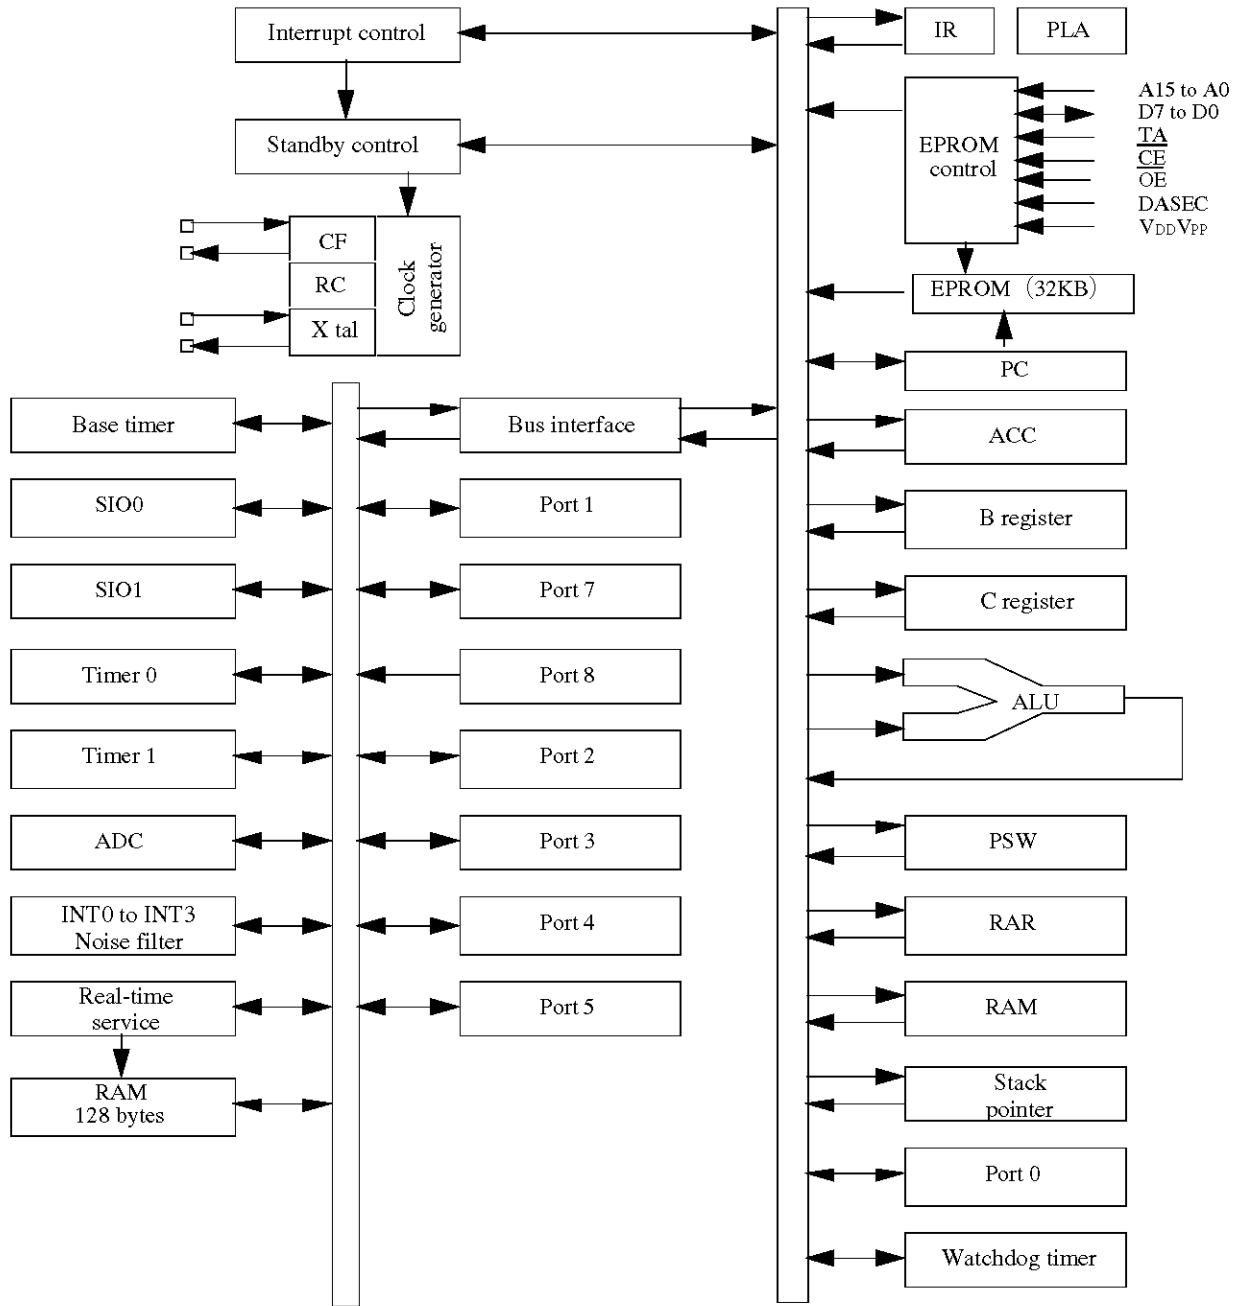 Interrupt control
IR
PLA
Standby control
EPROM
control
A15 to A0
D7 to D0
TA
CE
OE
DASEC
VDDVPP
CF
RC
X tal
Clock
generator
EPROM (32KB)
PC
Base timer
Bus interface
ACC
SIO0
Port 1
B register
SIO1
Port 7
C register
Timer 0
Port 8
ALU
Timer 1
Port 2
ADC
Port 3
PSW
INT0 to INT3
Noise filter
Port 4
RAR
Real-time
service
Port 5
RAM
RAM
128 bytes
Stack
pointer
Port 0
Watchdog timer